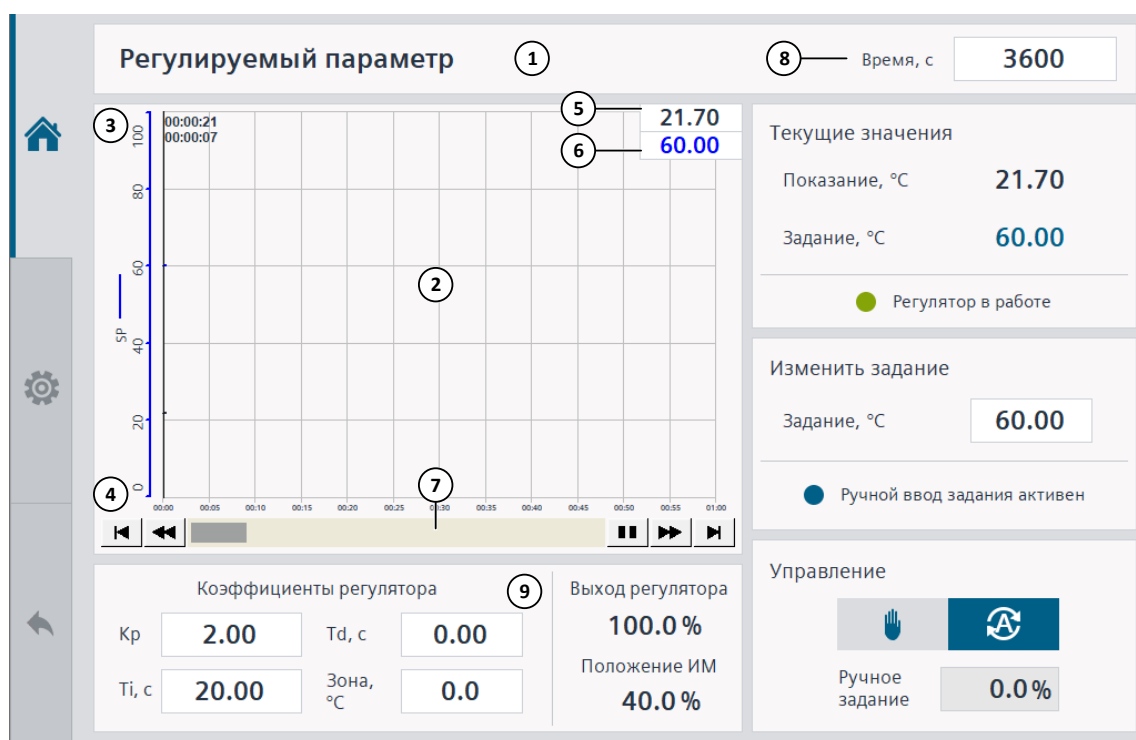 Регулируемый параметр
1
8
Время, с
3600
3
5
6
00:00:21
00:00:07
21.70
60.00
100
80
60
40
20
0
SP
2
4
7
00:00 00:05 00:10 00:15 00:20 00:25 00:30 00:35 00:40 00:45 00:50 00:55 01:00
Текущие значения
Показание, °C 21.70
Задание, °C 60.00
Регулятор в работе
Изменить задание
Задание, °C 60.00
Ручной ввод задания активен
Коэффициенты регулятора
9
Kp 2.00 Td, с 0.00
Ti, с 20.00 Зона, °C 0.0
Выход регулятора
100.0 %
Положение ИМ
40.0 %
Управление
A
Ручное
задание
0.0 %